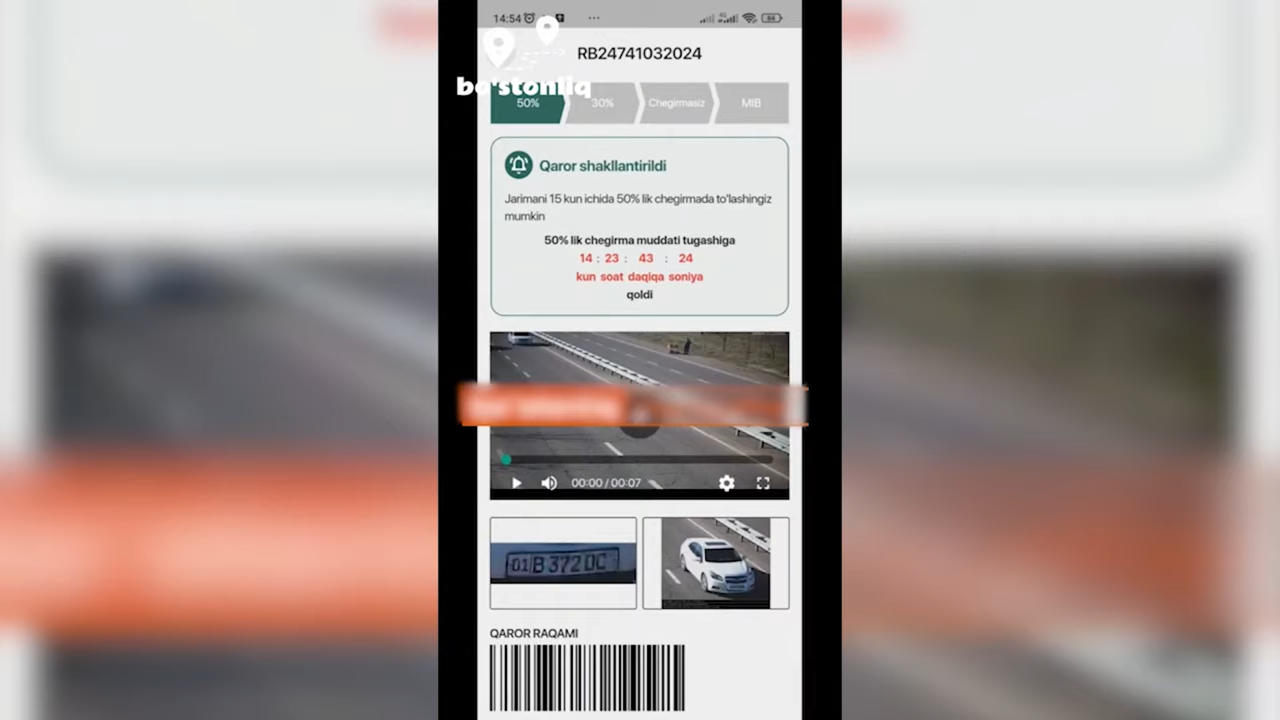 14:54
84
RB24741032024
bo'stonliq
50%
30%
Chegirmasiz
MIB
Qaror shakllantirildi
Jarimani 15 kun ichida 50% lik chegirmada to'lashingiz
mumkin
50% lik chegirma muddati tugashiga
14 : 23 : 43 : 24
kun soat daqiqa soniya
qoldi
00:00 / 00:07
01 B 372 DC
QAROR RAQAMI